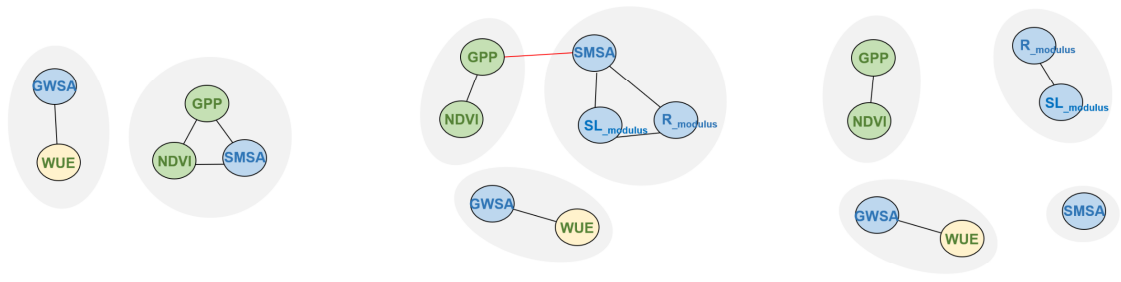 GWSA
WUE
GPP
NDVI
SMSA
GPP
NDVI
SMSA
SL_modulus
R_modulus
GWSA
WUE
GPP
NDVI
R_modulus
SL_modulus
GWSA
WUE
SMSA